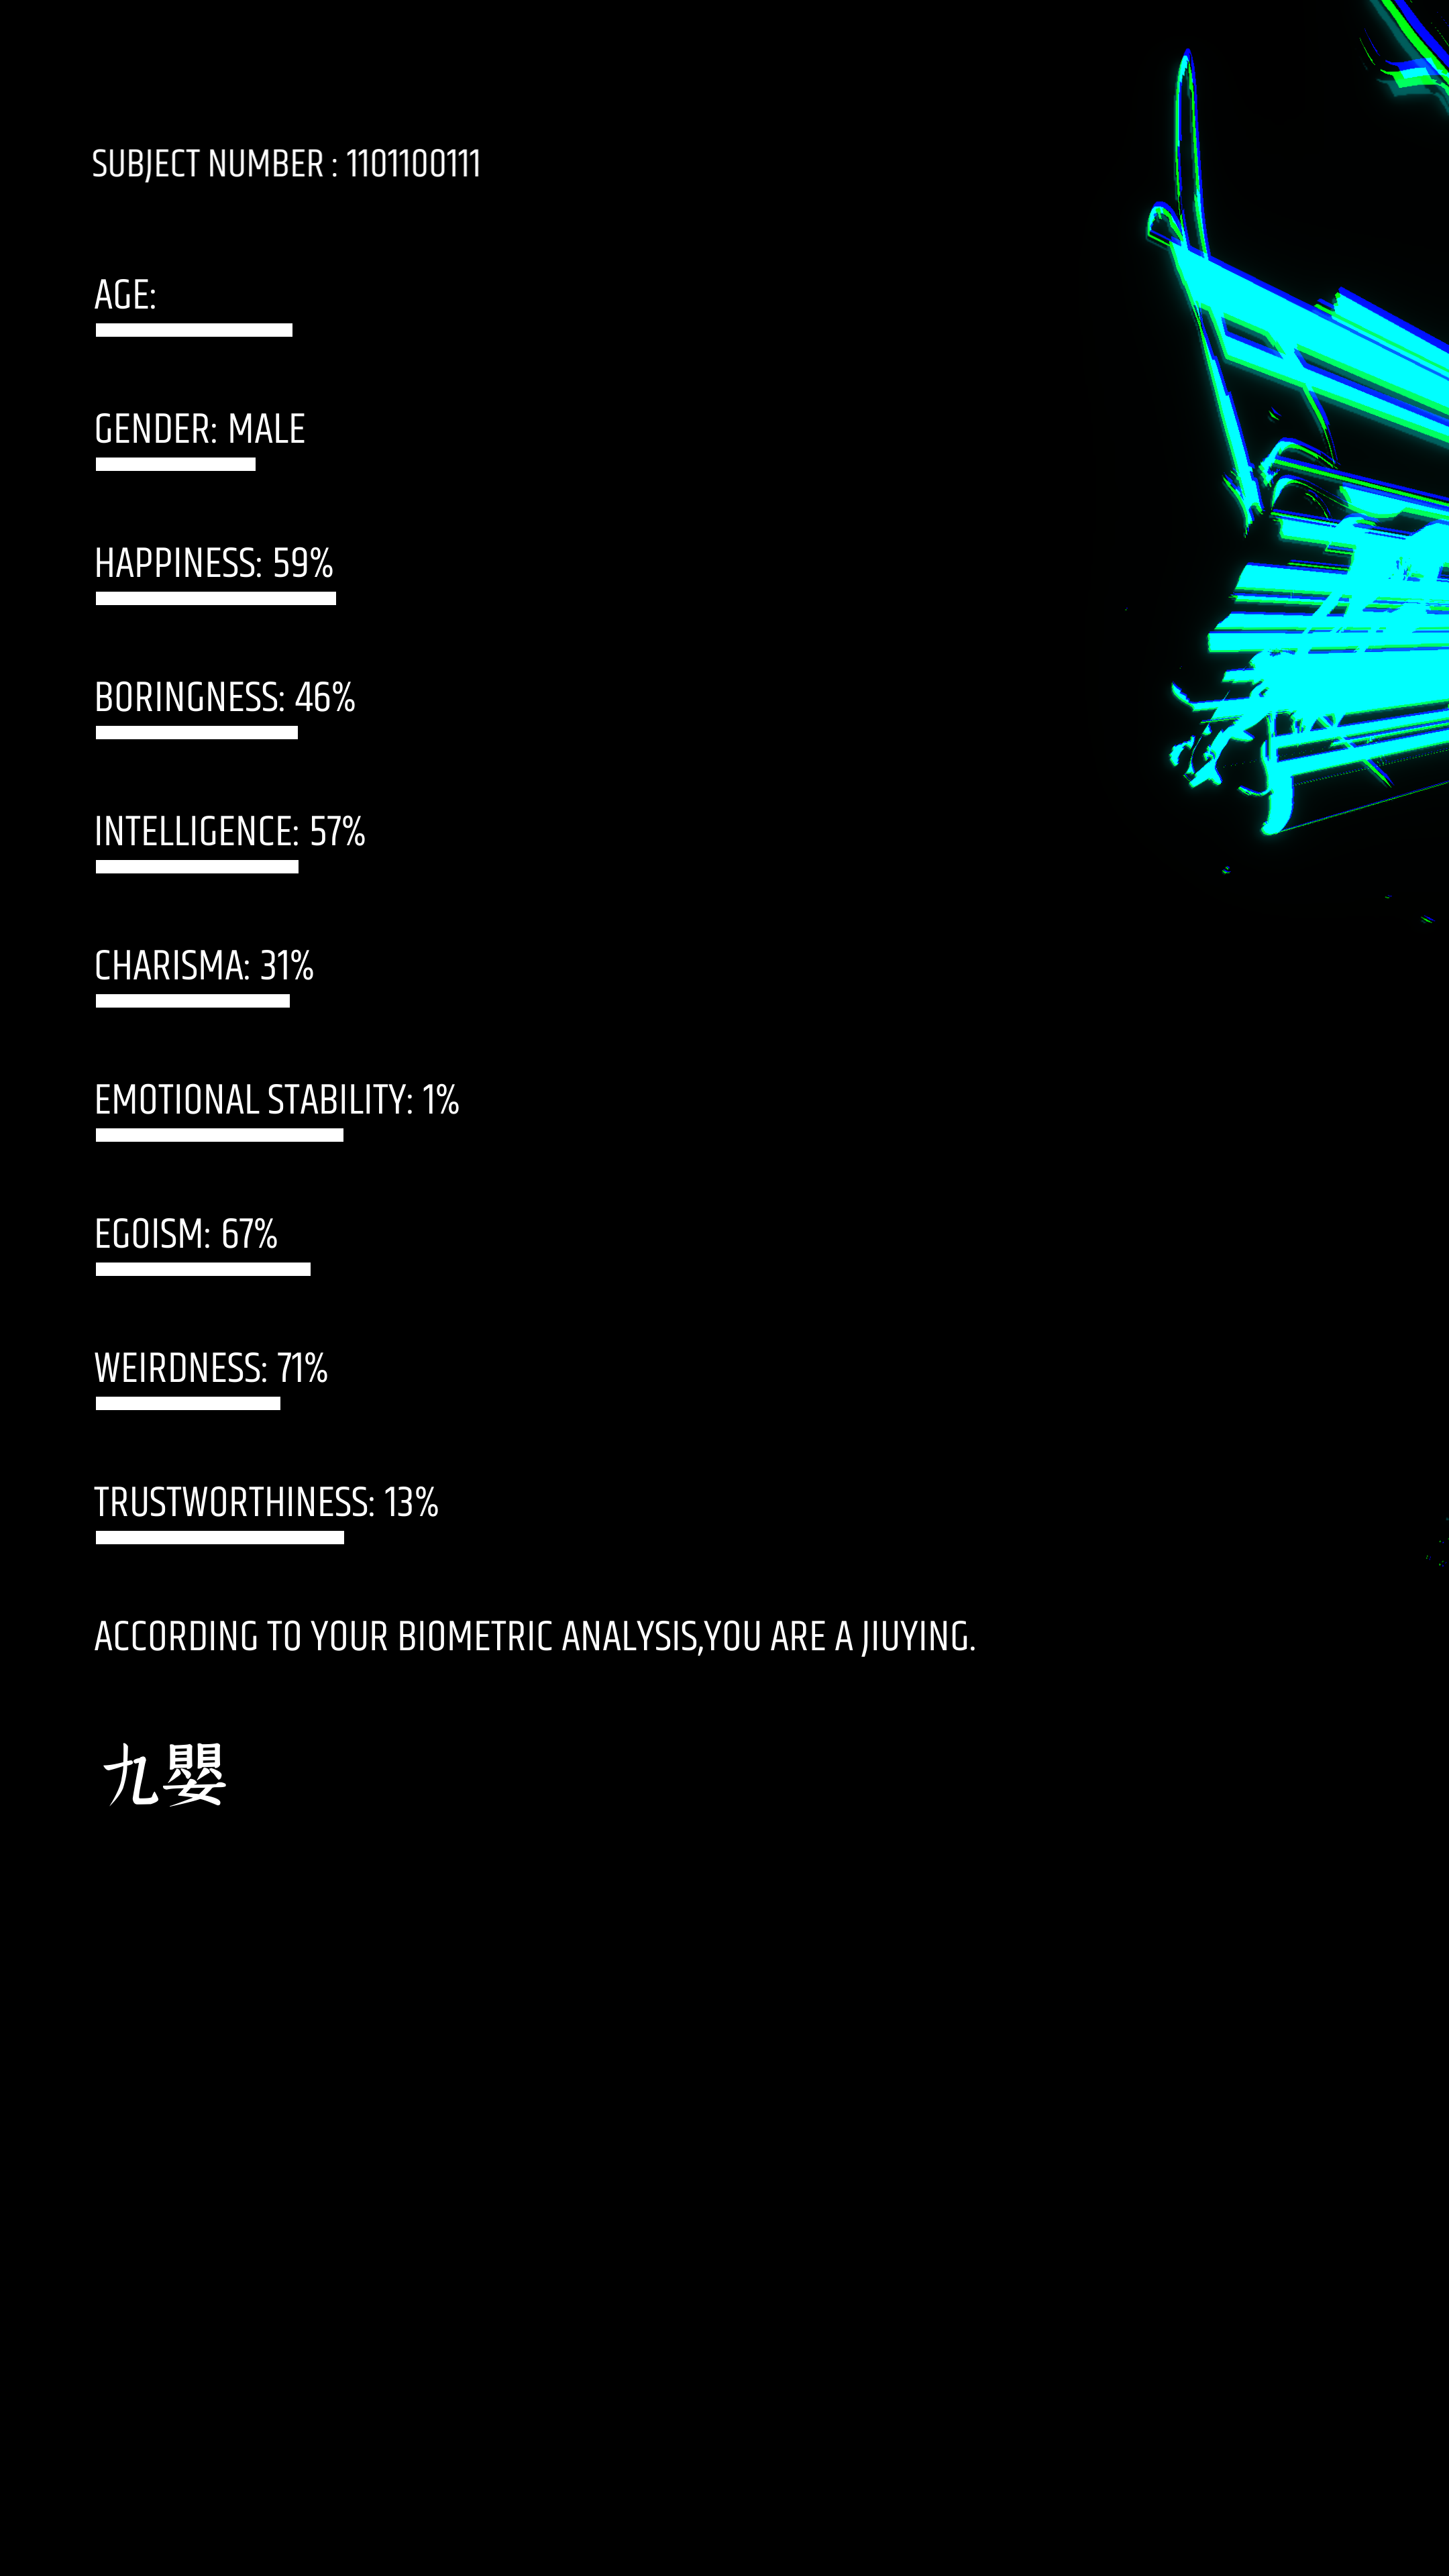 SUBJECT NUMBER : 1101100111
AGE:
GENDER: MALE
HAPPINESS: 59%
BORINGNESS: 46%
INTELLIGENCE: 57%
CHARISMA: 31%
EMOTIONAL STABILITY: 1%
EGOISM: 67%
WEIRDNESS: 71%
TRUSTWORTHINESS: 13%
ACCORDING TO YOUR BIOMETRIC ANALYSIS,YOU ARE A JIUYING.
九嬰